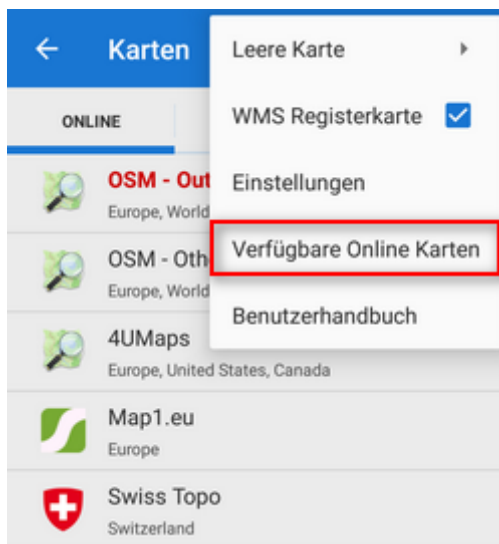 Karten
ONLINE
OSM - Out
Europe, World
OSM - Oth
Europe, World
4UMaps
Europe, United States, Canada
Map1.eu
Europe
Swiss Topo
Switzerland
Leere Karte
WMS Registerkarte
Einstellungen
Verfügbare Online Karten
Benutzerhandbuch